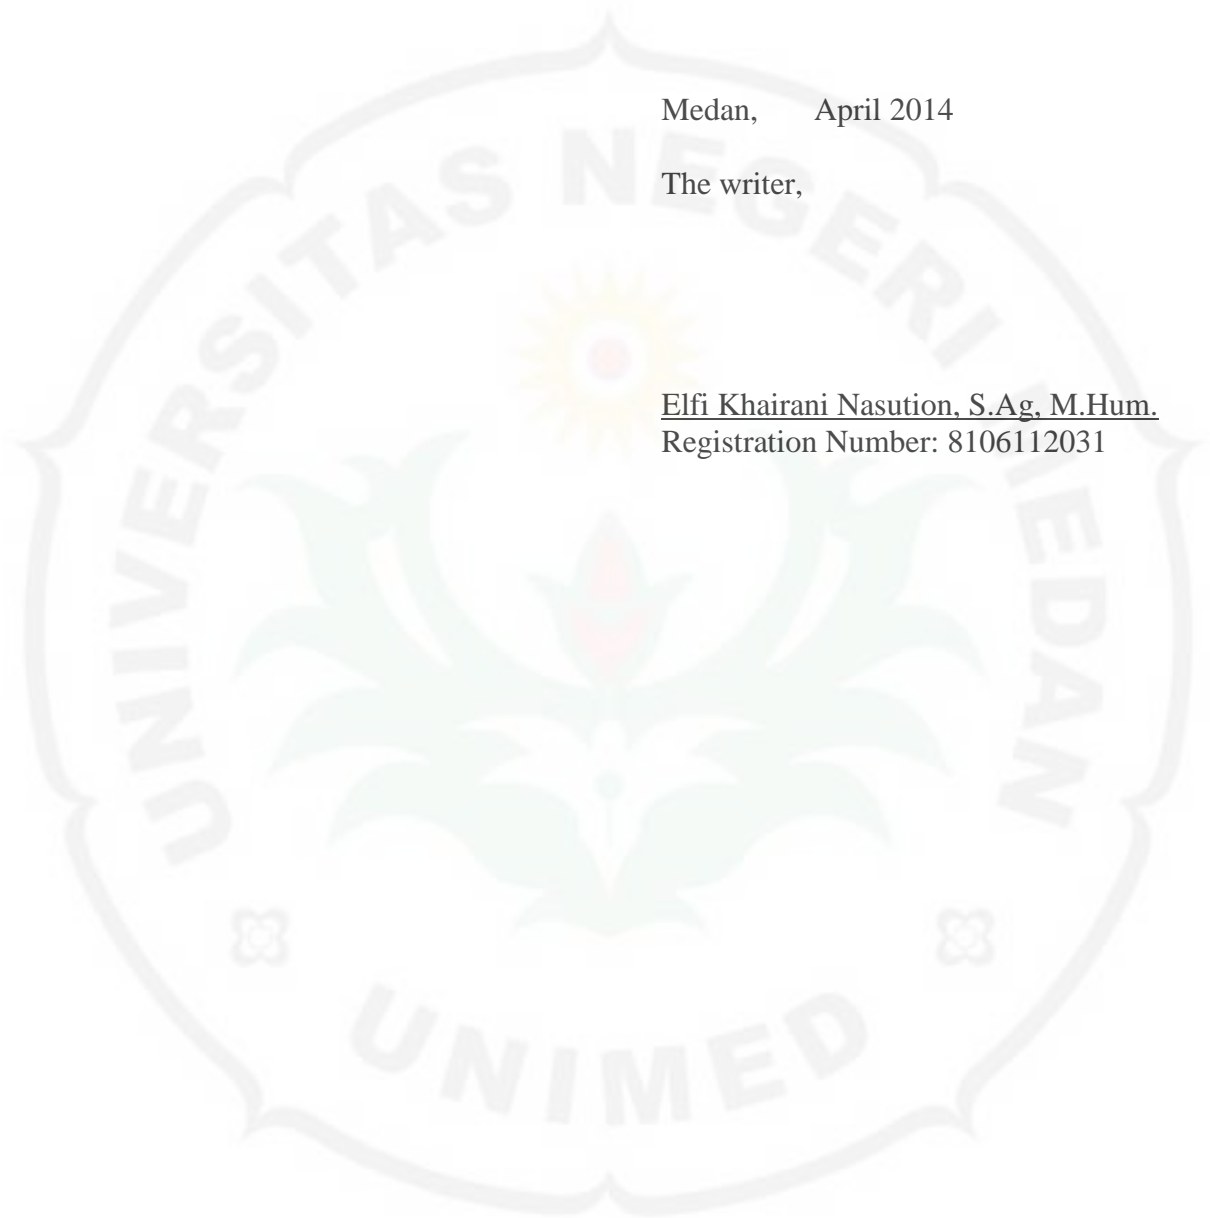 Medan, April 2014
The writer,
Elfi Khairani Nasution, S.Ag, M.Hum.
Registration Number: 8106112031
UNIVERSITAS NEGERI MEDAN
UNIMED